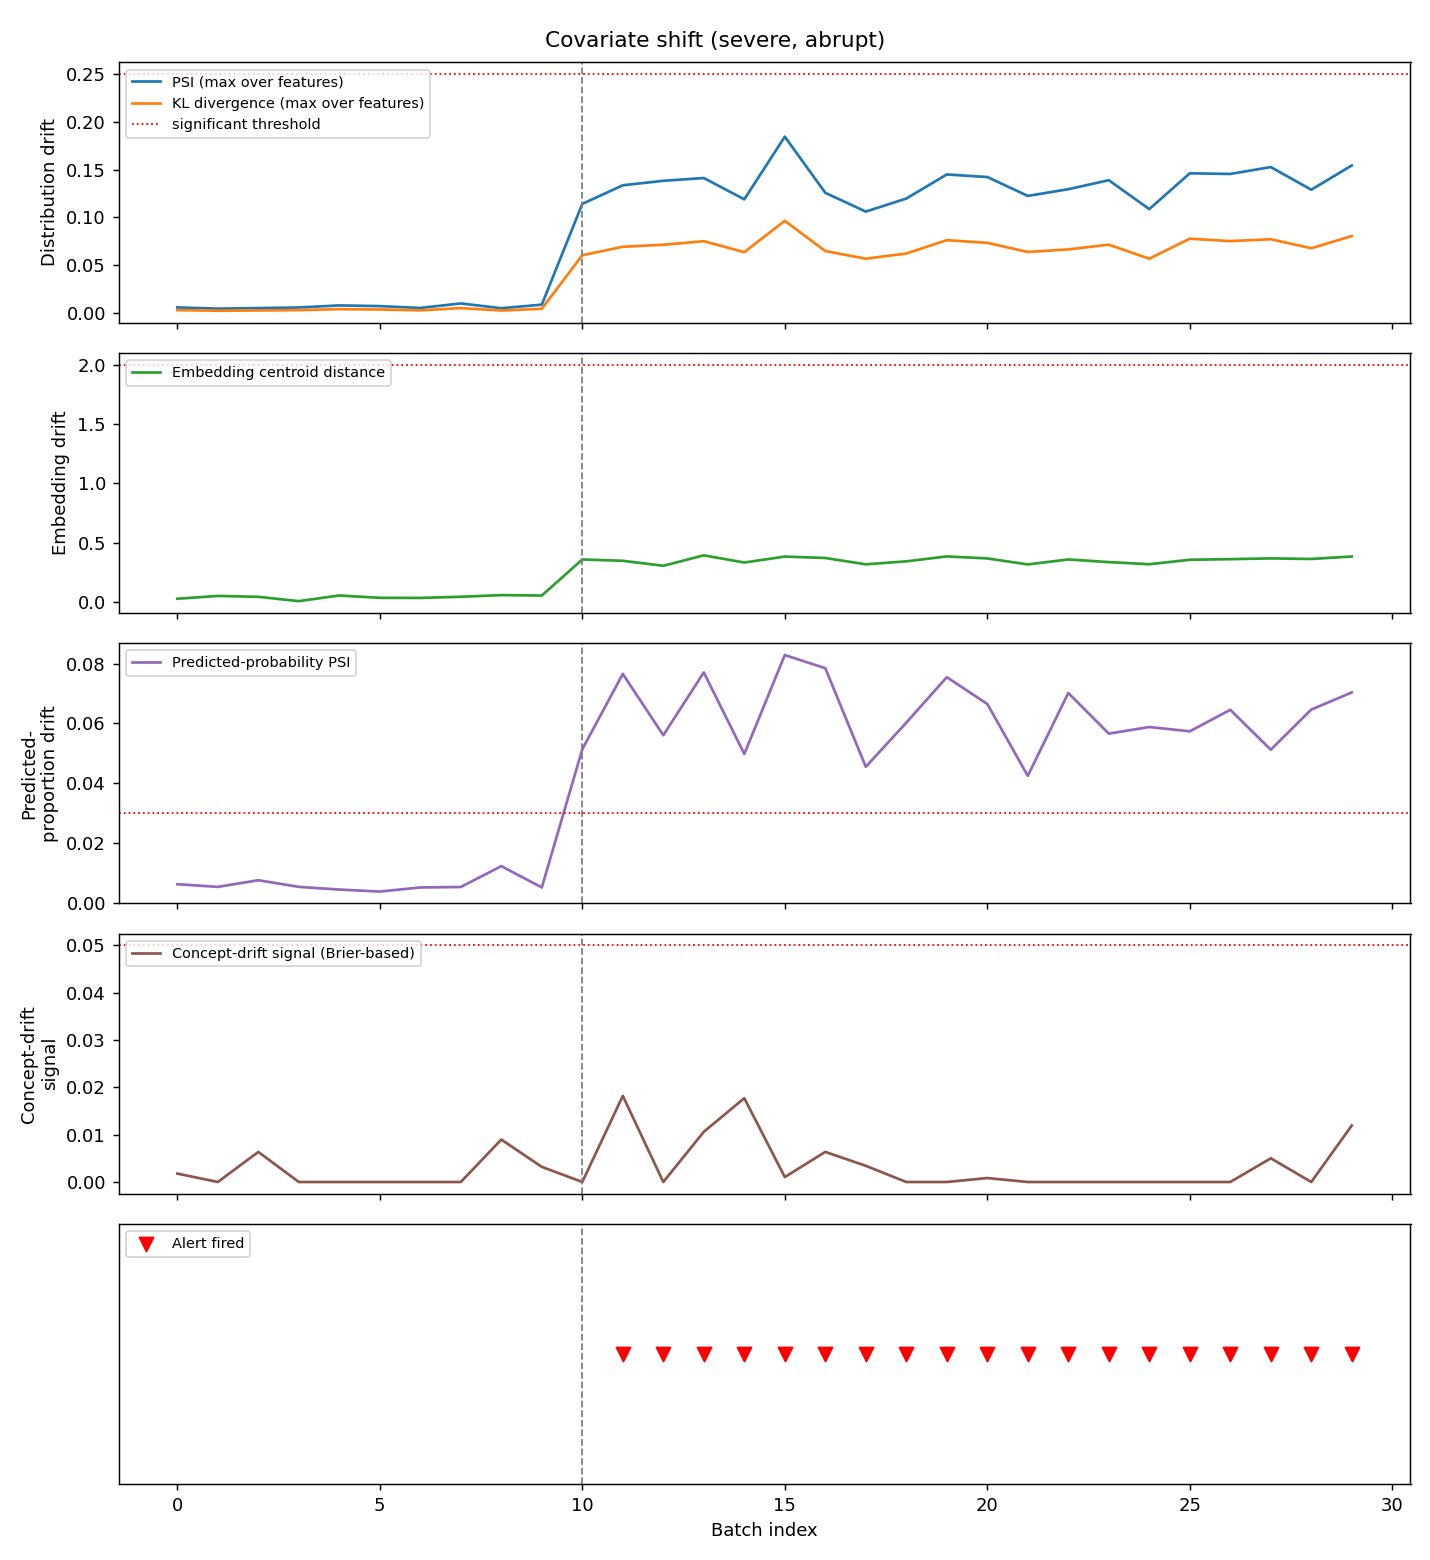 Covariate shift (severe, abrupt)
Distribution drift
0.25
0.20
0.15
0.10
0.05
0.00
PSI (max over features)
KL divergence (max over features)
significant threshold
Embedding drift
2.0
1.5
1.0
0.5
0.0
Embedding centroid distance
Predicted-
proportion drift
0.08
0.06
0.04
0.02
0.00
Predicted-probability PSI
Concept-drift
signal
0.05
0.04
0.03
0.02
0.01
0.00
Concept-drift signal (Brier-based)
Alert fired
0 5 10 15 20 25 30
Batch index